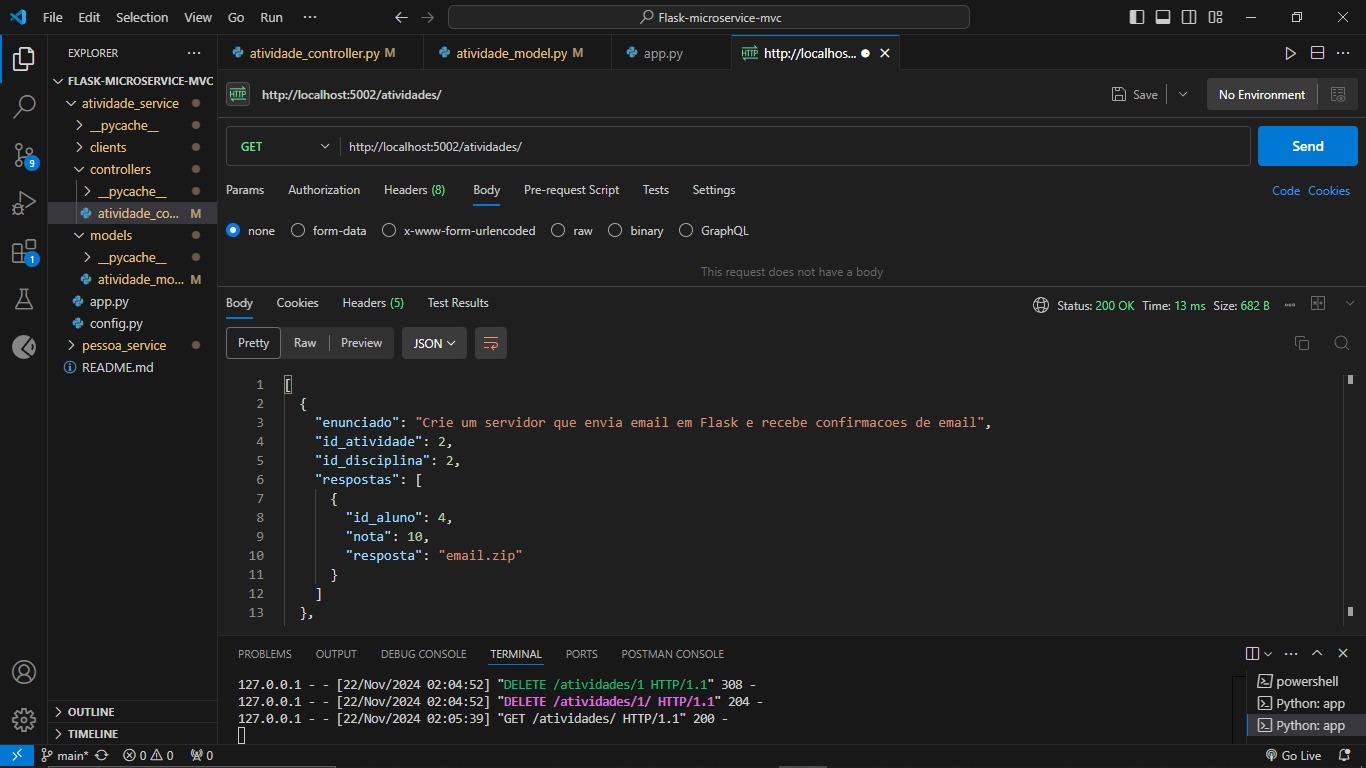 File Edit Selection View Go Run ··· Flask-microservice-mvc
EXPLORER ···
FLASK-MICROSERVICE-MVC
atividade_service
__pycache__
clients
controllers
__pycache__
atividade_co... M
models
__pycache__
atividade_mo... M
app.py
config.py
pessoa_service
README.md
OUTLINE
TIMELINE
9
1
atividade_controller.py M atividade_model.py M app.py HTTP http://localhos...
HTTP http://localhost:5002/atividades/ Save No Environment
GET http://localhost:5002/atividades/ Send
Params Authorization Headers (8) Body Pre-request Script Tests Settings Code Cookies
none form-data x-www-form-urlencoded raw binary GraphQL
This request does not have a body
Body Cookies Headers (5) Test Results Status: 200 OK Time: 13 ms Size: 682 B
Pretty Raw Preview JSON
1 [
2 {
3 "enunciado": "Crie um servidor que envia email em Flask e recebe confirmacoes de email",
4 "id_atividade": 2,
5 "id_disciplina": 2,
6 "respostas": [
7 {
8 "id_aluno": 4,
9 "nota": 10,
10 "resposta": "email.zip"
11 }
12 ]
13 },
PROBLEMS OUTPUT DEBUG CONSOLE TERMINAL PORTS POSTMAN CONSOLE
127.0.0.1 - - [22/Nov/2024 02:04:52] "DELETE /atividades/1 HTTP/1.1" 308 -
127.0.0.1 - - [22/Nov/2024 02:04:52] "DELETE /atividades/1/ HTTP/1.1" 204 -
127.0.0.1 - - [22/Nov/2024 02:05:39] "GET /atividades/ HTTP/1.1" 200 -
powershell
Python: app
Python: app
main* 0 0 0 Go Live